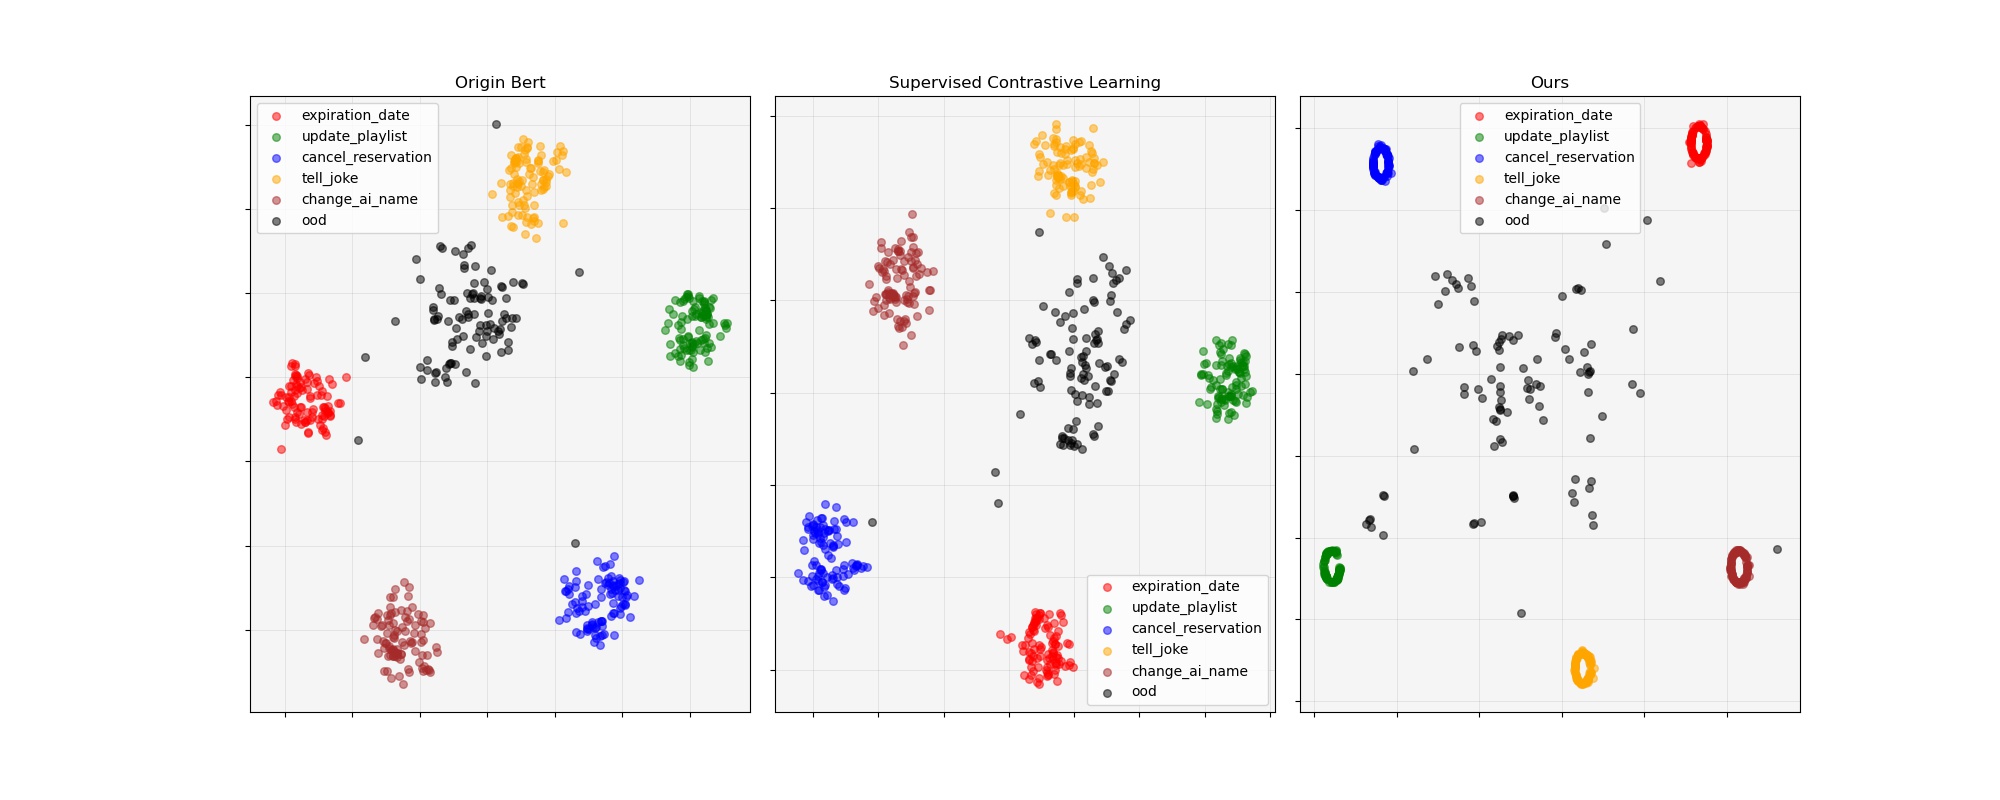 Origin Bert
expiration_date
update_playlist
cancel_reservation
tell_joke
change_ai_name
ood
Supervised Contrastive Learning
expiration_date
update_playlist
cancel_reservation
tell_joke
change_ai_name
ood
Ours
expiration_date
update_playlist
cancel_reservation
tell_joke
change_ai_name
ood